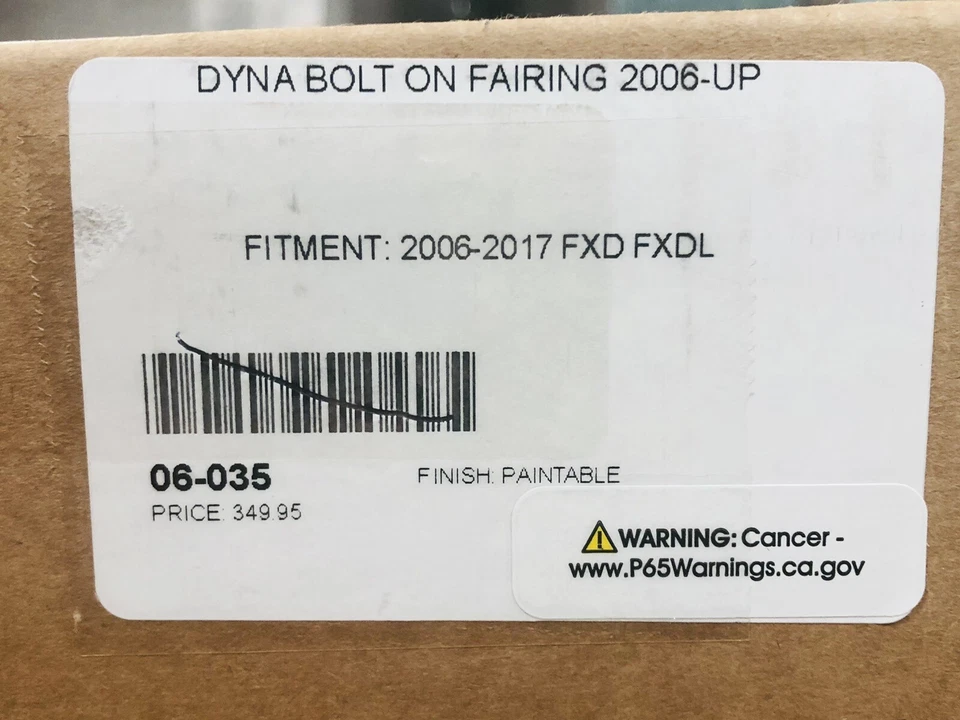 DYNA BOLT ON FAIRING 2006-UP
FITMENT: 2006-2017 FXD FXDL
06-035
FINISH: PAINTABLE
PRICE: 349.95
WARNING: Cancer -
www.P65Warnings.ca.gov